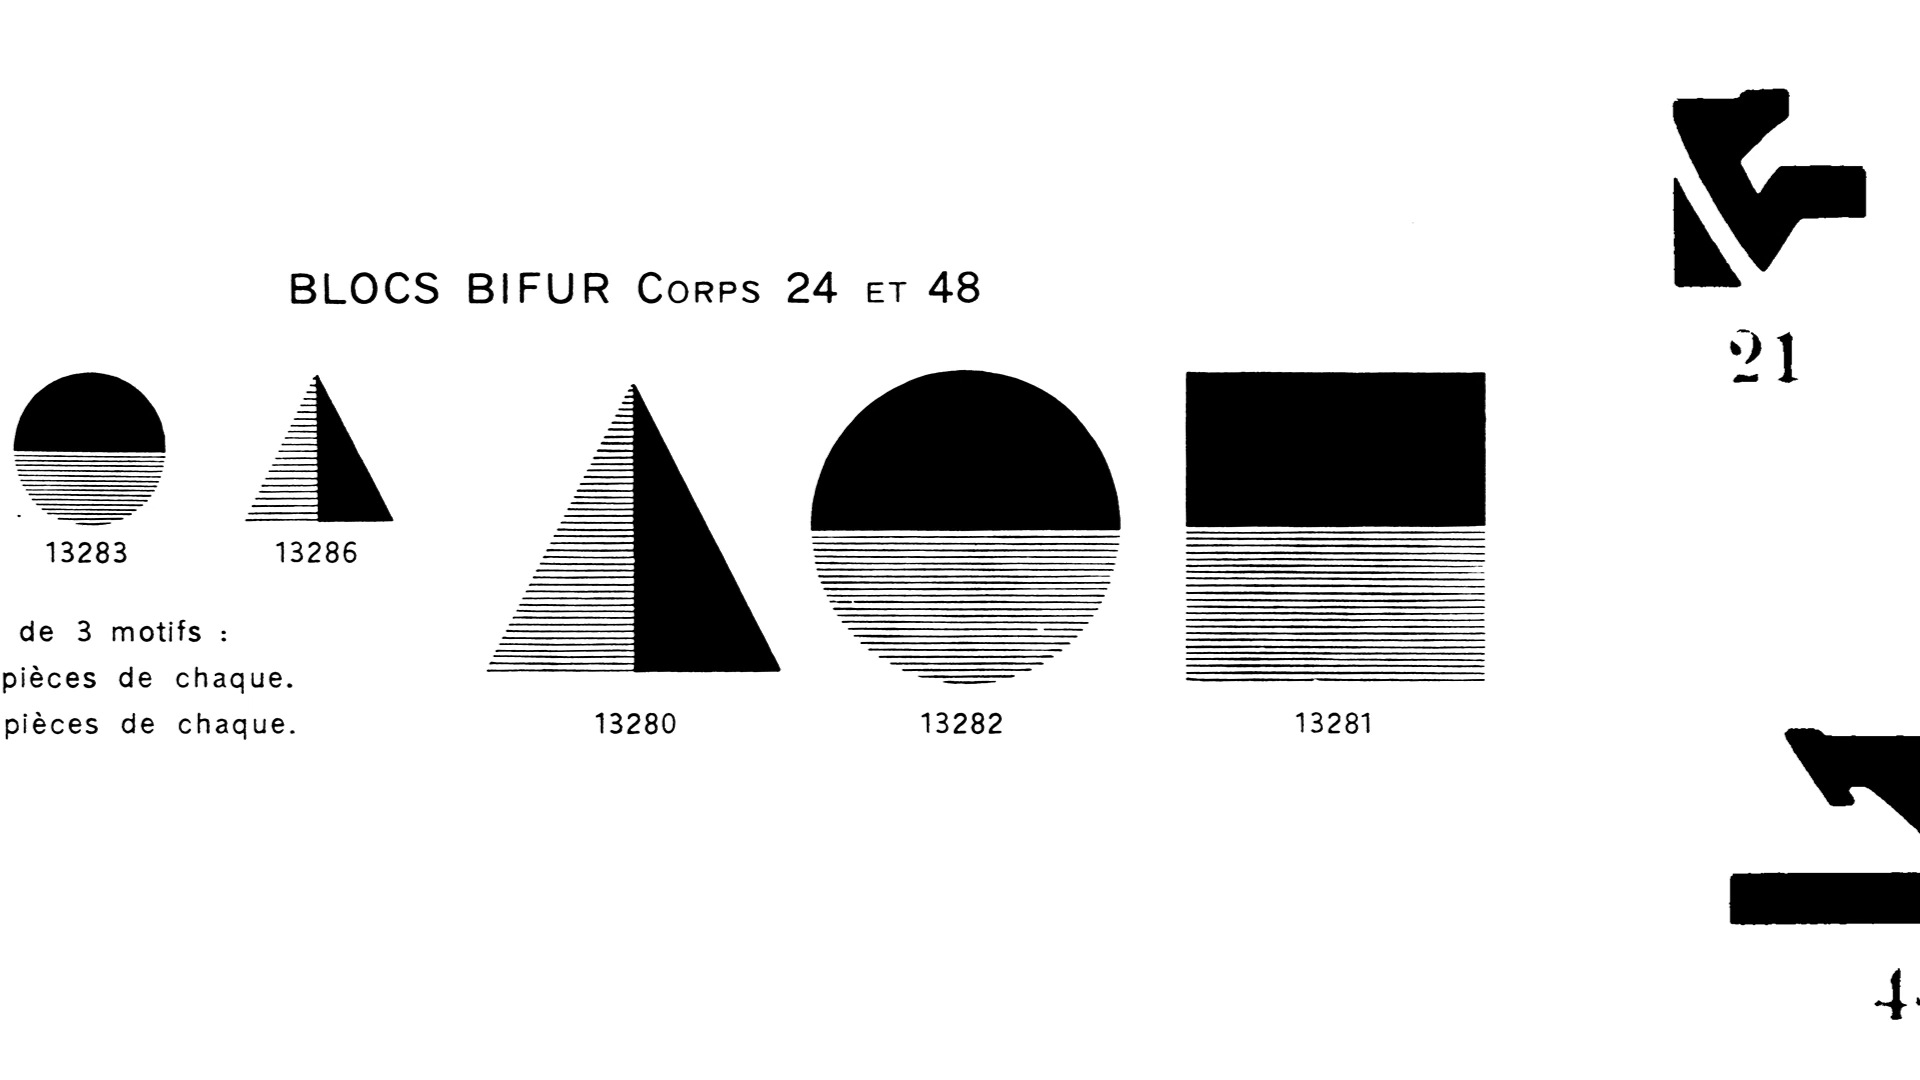 BLOCS BIFUR CORPS 24 ET 48
21
13283 13286
de 3 motifs :
pièces de chaque.
pièces de chaque.
13280 13282 13281
4